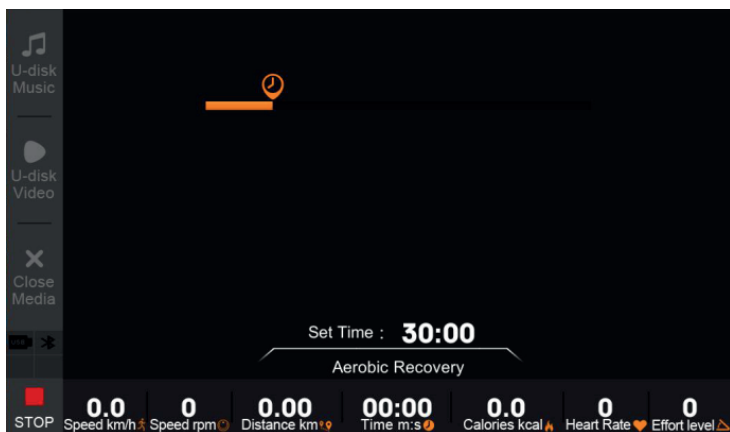 U-disk
Music
U-disk
Video
Close
Media
Set Time : 30:00
Aerobic Recovery
STOP
0.0 0 0.00 00:00 0.0 0 0
Speed km/h Speed rpm Distance km Time m:s Calories kcal Heart Rate Effort level